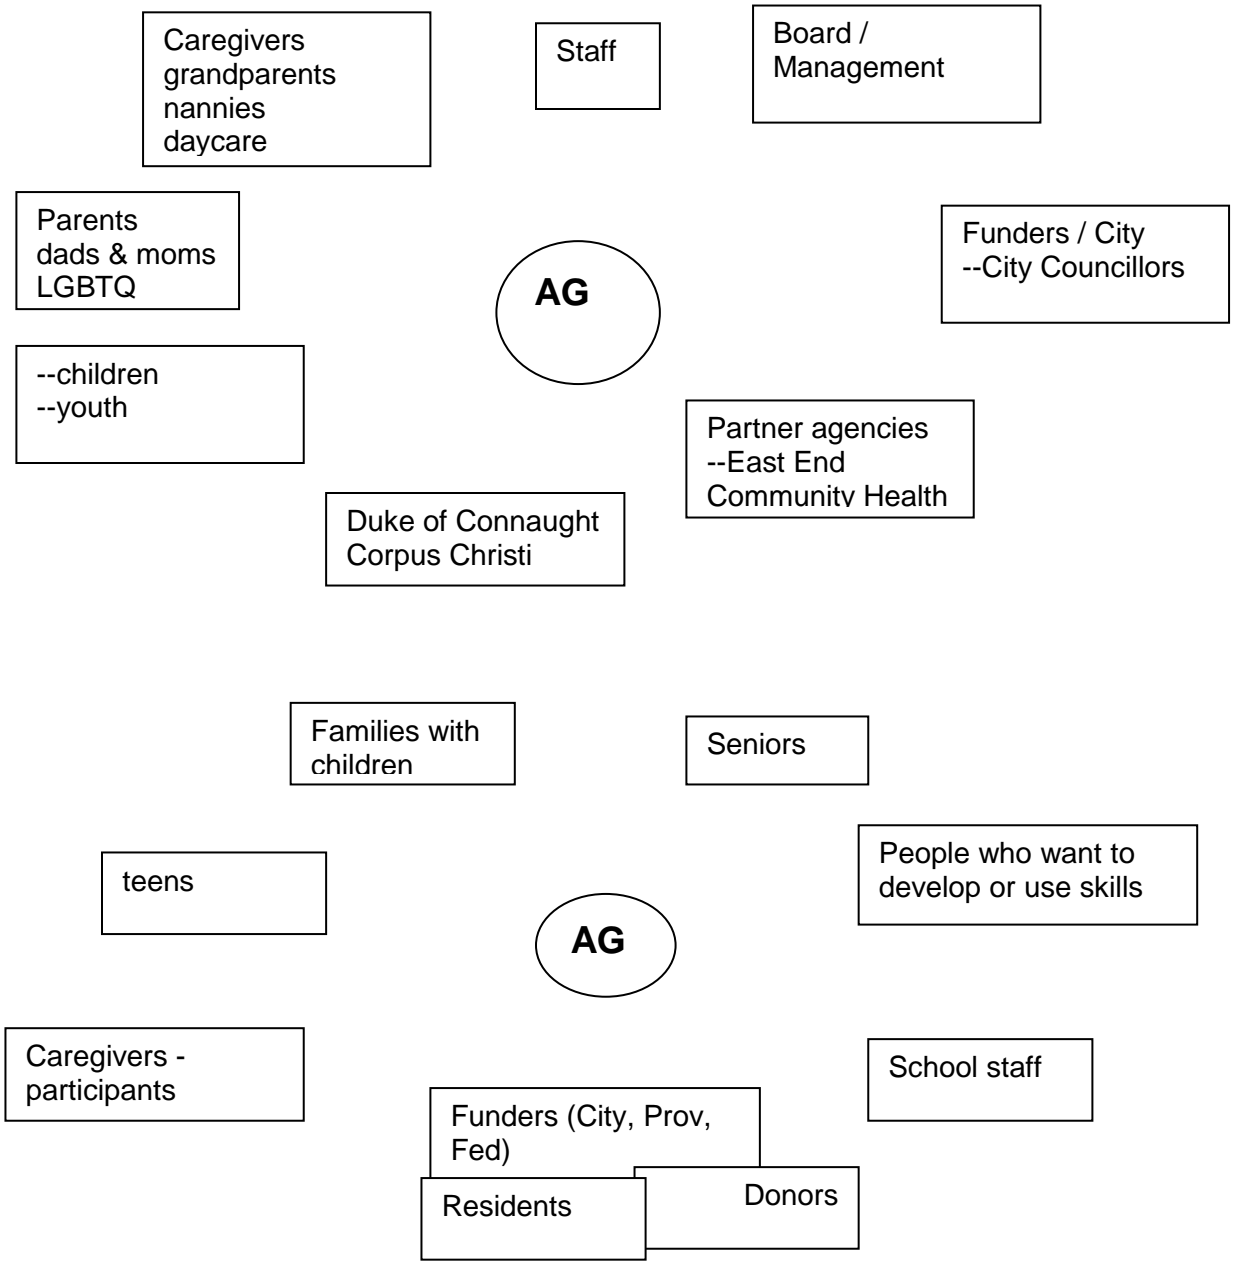 Caregivers
grandparents
nannies
daycare
Staff
Board /
Management
Parents
dads & moms
LGBTQ
Funders / City
--City Councillors
AG
--children
--youth
Partner agencies
--East End
Community Health
Duke of Connaught
Corpus Christi
Families with
children
Seniors
teens
People who want to
develop or use skills
AG
Caregivers -
participants
School staff
Funders (City, Prov,
Fed)
Residents
Donors